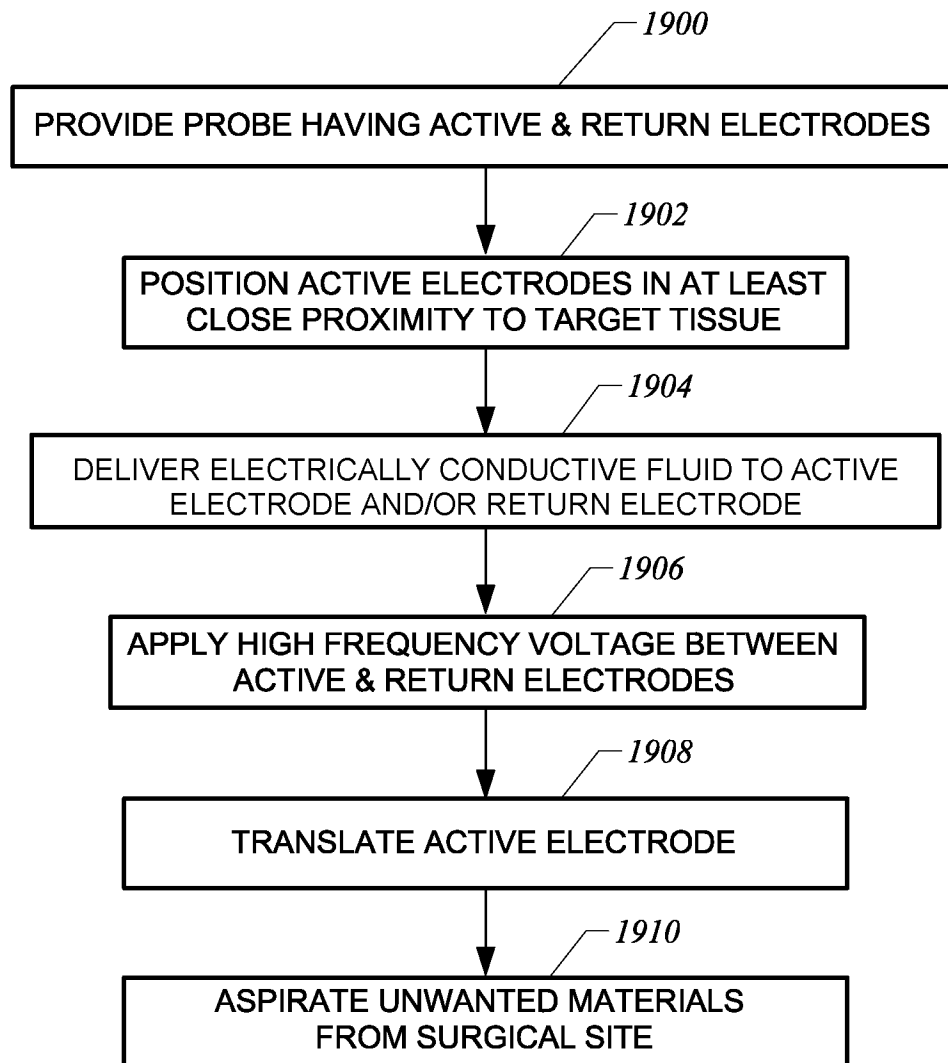 1900
PROVIDE PROBE HAVING ACTIVE & RETURN ELECTRODES
1902
POSITION ACTIVE ELECTRODES IN AT LEAST
CLOSE PROXIMITY TO TARGET TISSUE
1904
DELIVER ELECTRICALLY CONDUCTIVE FLUID TO ACTIVE
ELECTRODE AND/OR RETURN ELECTRODE
1906
APPLY HIGH FREQUENCY VOLTAGE BETWEEN
ACTIVE & RETURN ELECTRODES
1908
TRANSLATE ACTIVE ELECTRODE
1910
ASPIRATE UNWANTED MATERIALS
FROM SURGICAL SITE